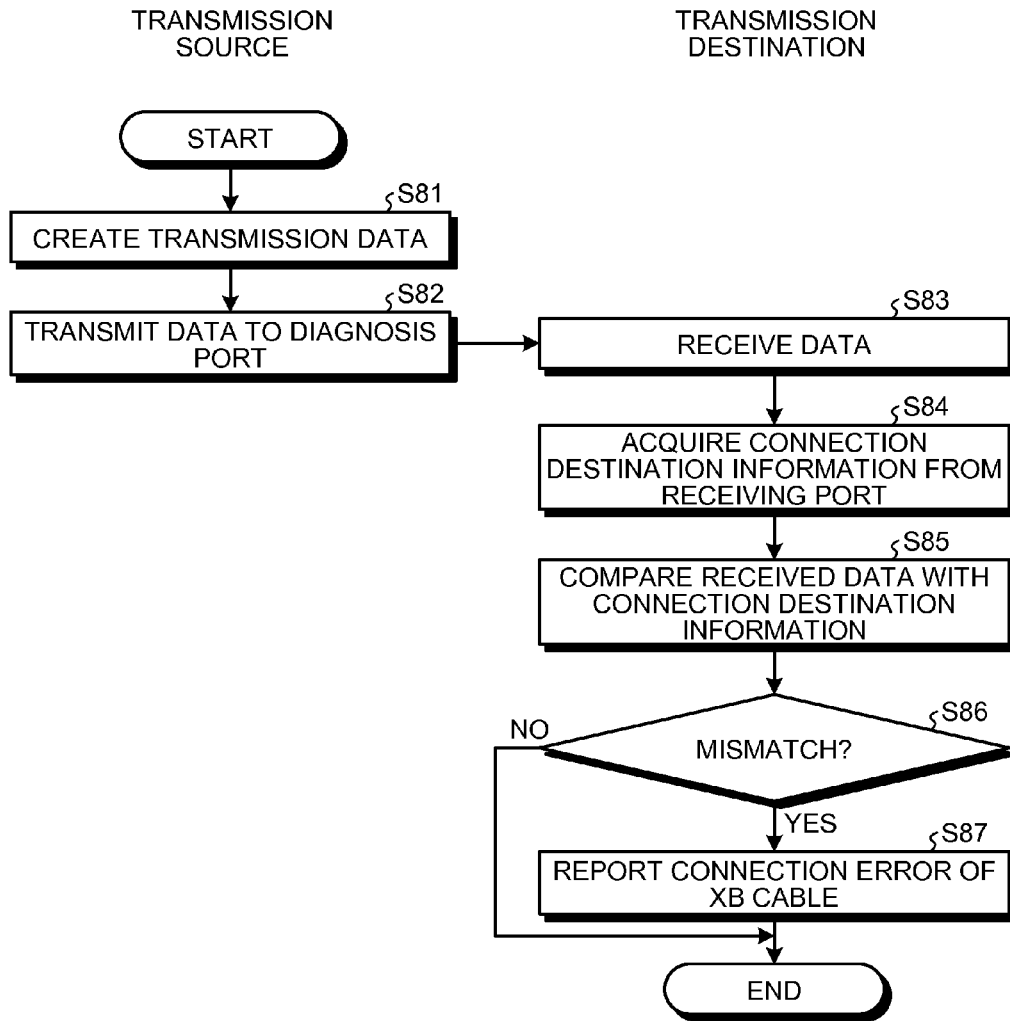 TRANSMISSION
SOURCE
TRANSMISSION
DESTINATION
START
S81
CREATE TRANSMISSION DATA
S82
TRANSMIT DATA TO DIAGNOSIS
PORT
S83
RECEIVE DATA
S84
ACQUIRE CONNECTION
DESTINATION INFORMATION FROM
RECEIVING PORT
S85
COMPARE RECEIVED DATA WITH
CONNECTION DESTINATION
INFORMATION
S86
NO
MISMATCH?
YES
S87
REPORT CONNECTION ERROR OF
XB CABLE
END